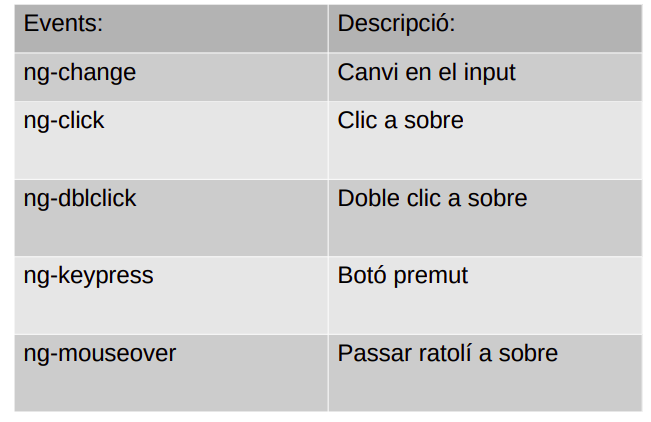 Events: Descripció:
ng-change Canvi en el input
ng-click Clic a sobre
ng-dblclick Doble clic a sobre
ng-keypress Botó premut
ng-mouseover Passar ratolí a sobre